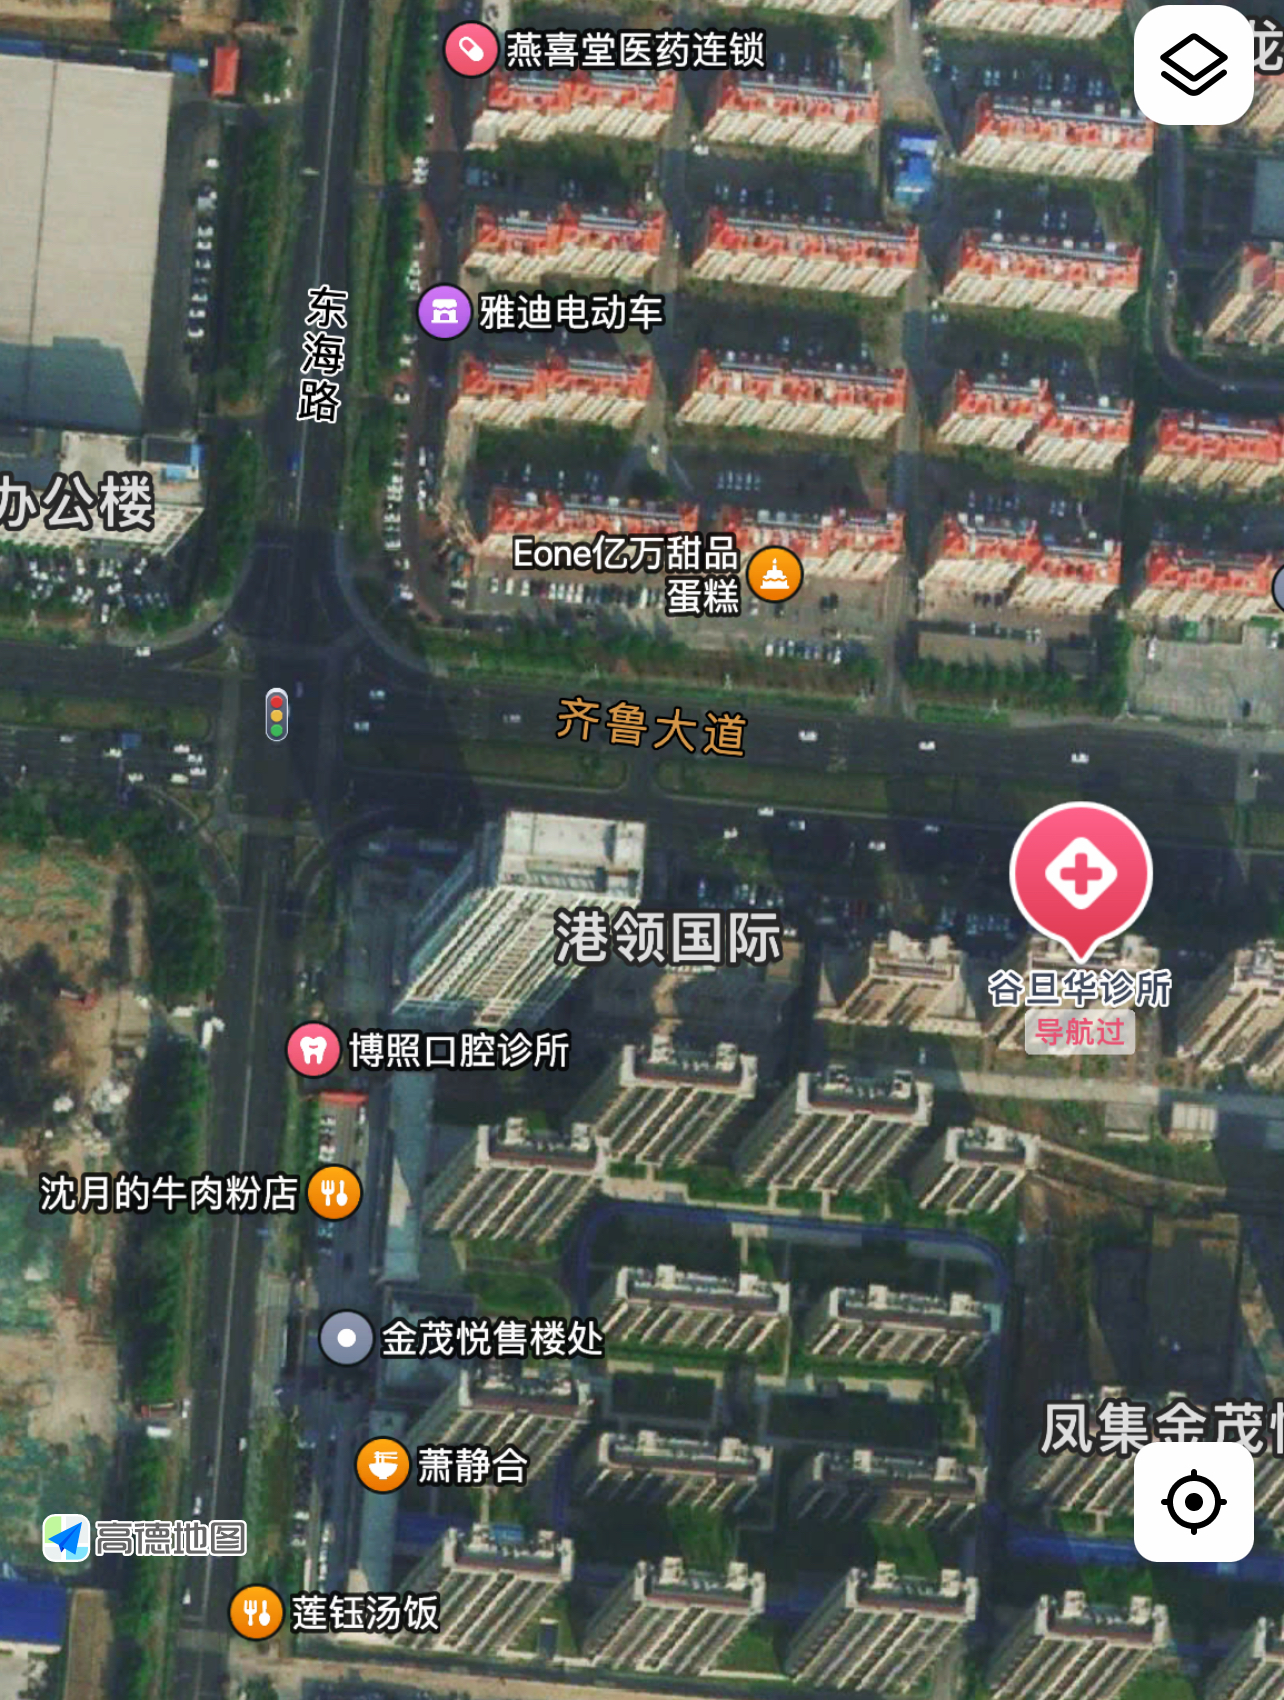 燕喜堂医药连锁
龙
雅迪电动车
东海路
办公楼
Eone亿万甜品
蛋糕
齐鲁大道
港领国际
谷旦华诊所
导航过
博照口腔诊所
沈月的牛肉粉店
金茂悦售楼处
凤集金茂悦
萧静合
高德地图
莲钰汤饭